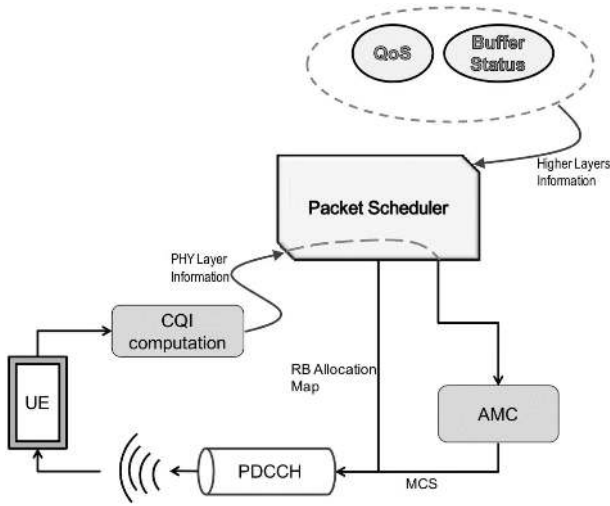 QoS
Buffer
Status
Higher Layers
Information
Packet Scheduler
PHY Layer
Information
CQI
computation
RB Allocation
Map
UE
AMC
PDCCH
MCS